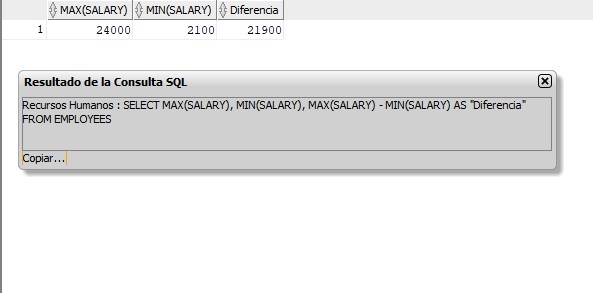 MAX(SALARY) MIN(SALARY) Diferencia
1 24000 2100 21900
Resultado de la Consulta SQL
Recursos Humanos : SELECT MAX(SALARY), MIN(SALARY), MAX(SALARY) - MIN(SALARY) AS "Diferencia"
FROM EMPLOYEES
Copiar...